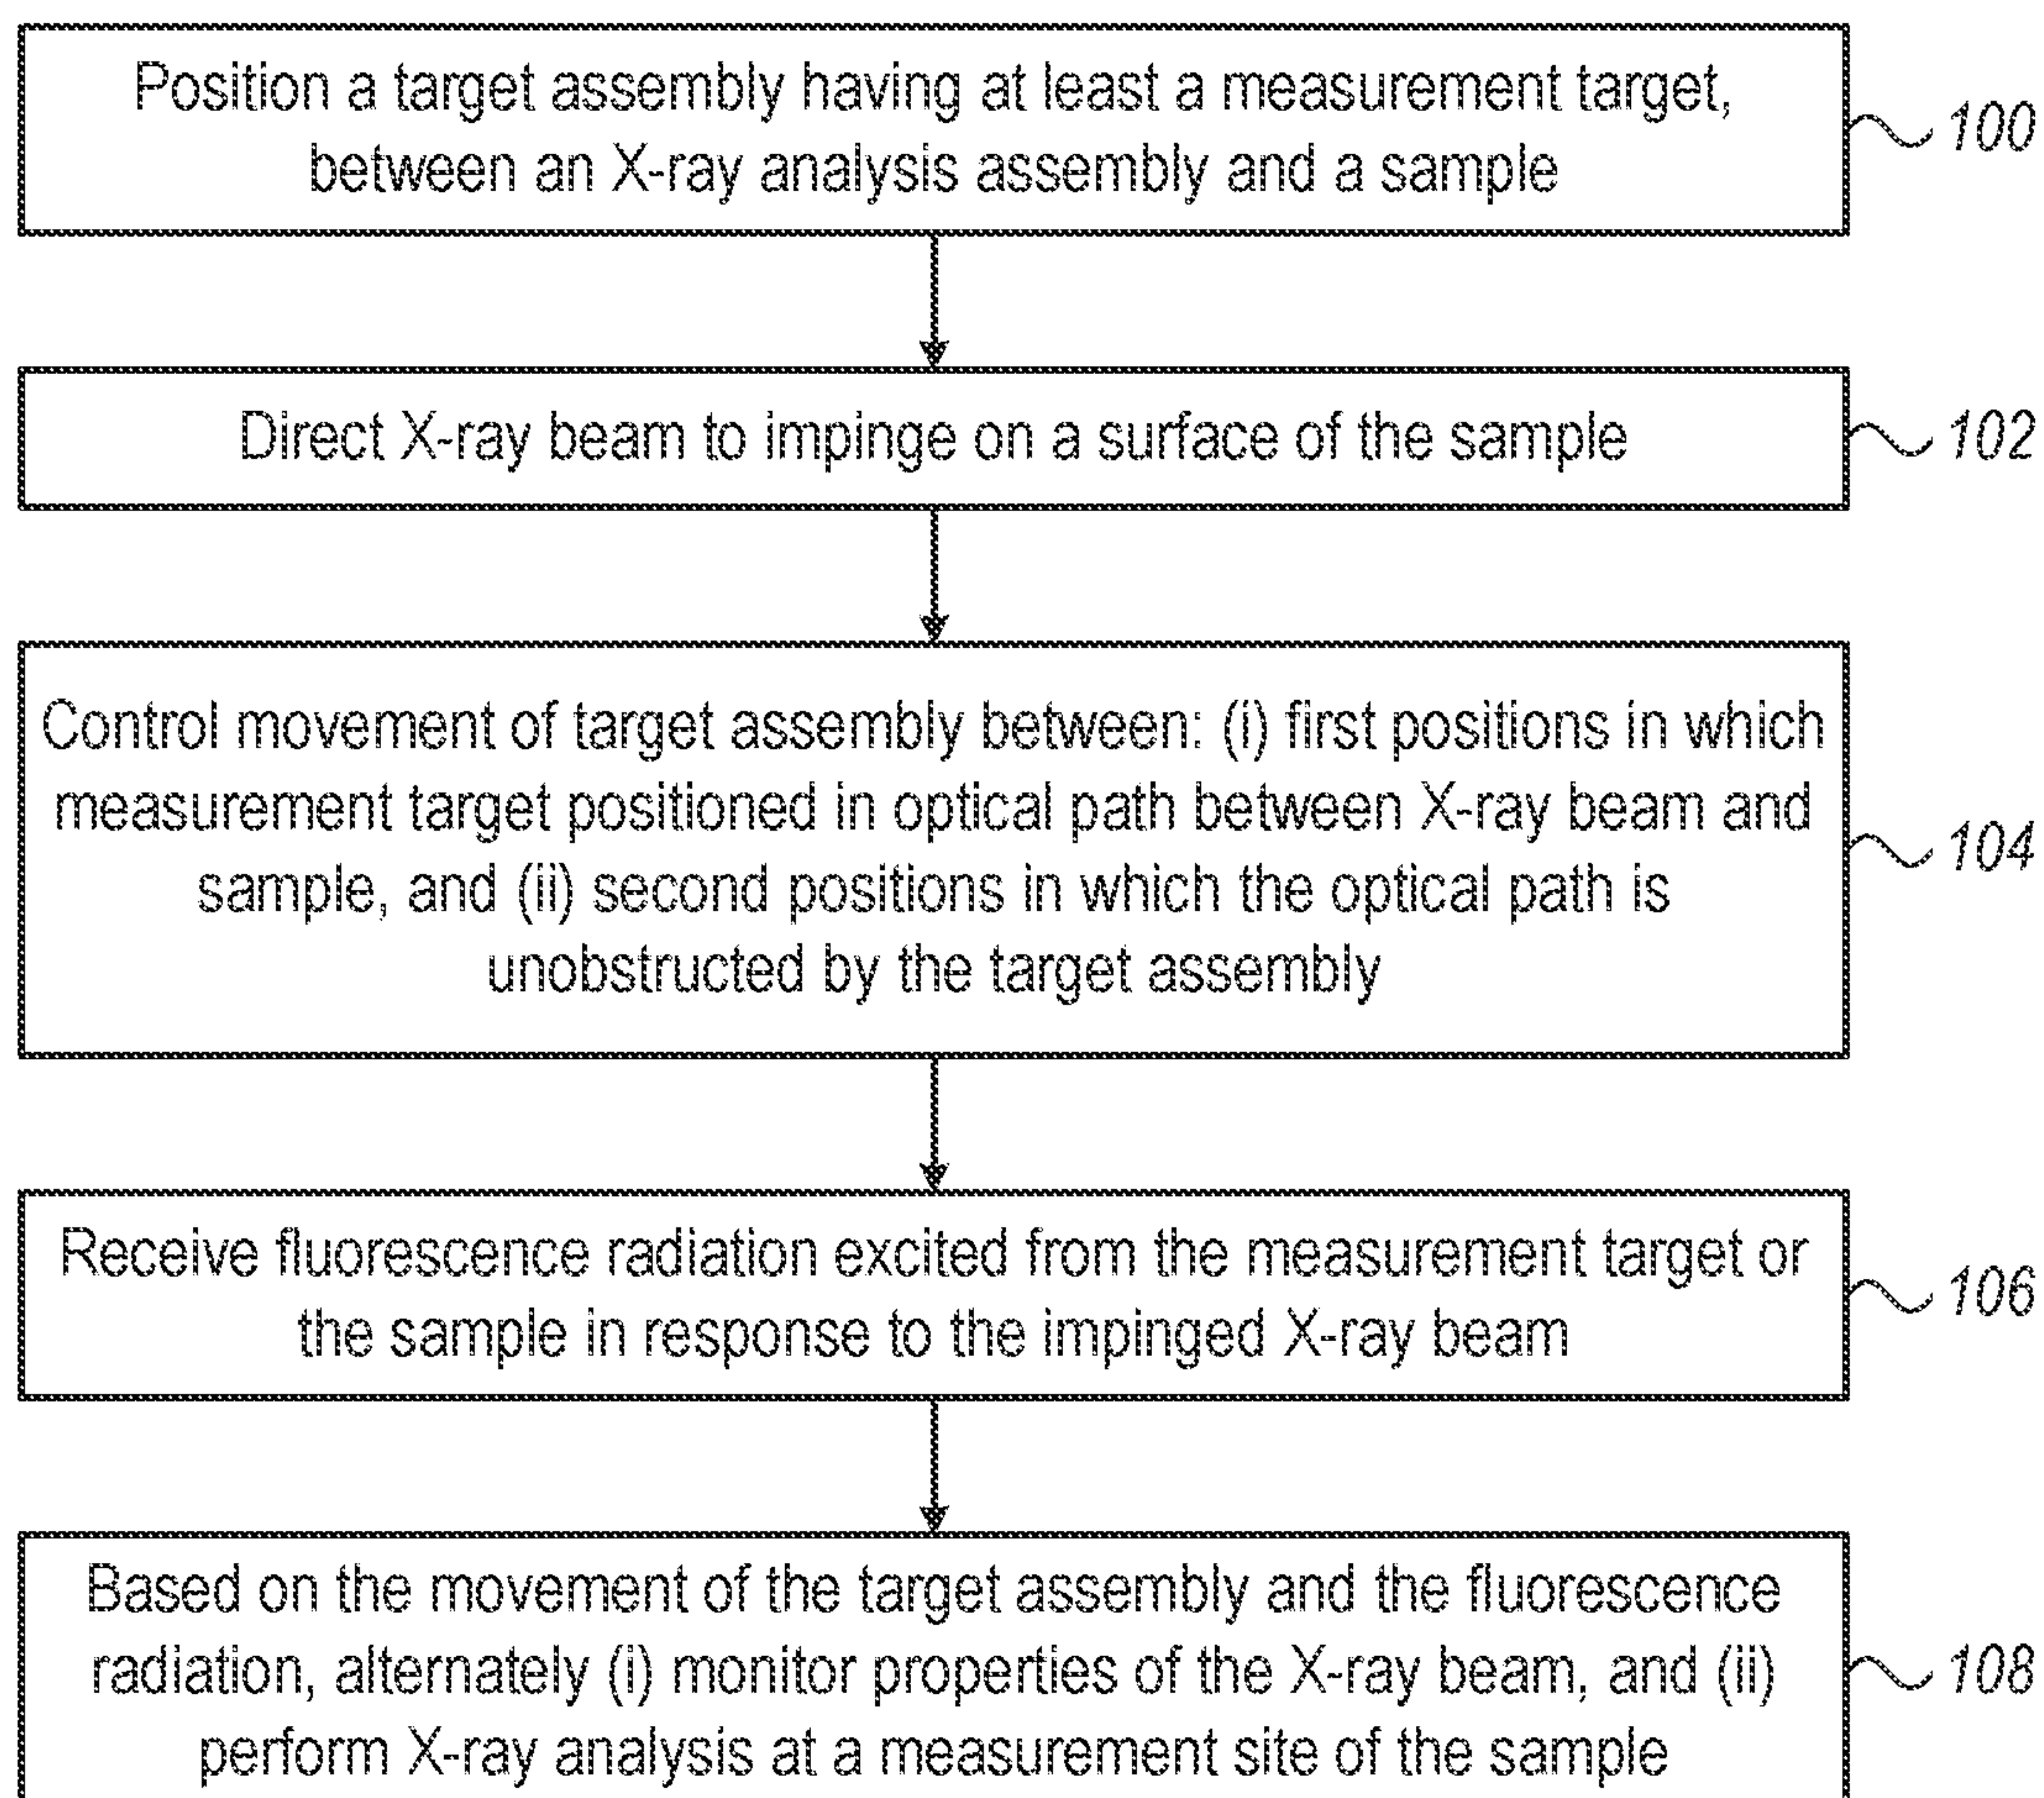 Position a target assembly having at least a measurement target,
between an X-ray analysis assembly and a sample
100
Direct X-ray beam to impinge on a surface of the sample
102
Control movement of target assembly between: (i) first positions in which
measurement target positioned in optical path between X-ray beam and
sample, and (ii) second positions in which the optical path is
unobstructed by the target assembly
104
Receive fluorescence radiation excited from the measurement target or
the sample in response to the impinged X-ray beam
106
Based on the movement of the target assembly and the fluorescence
radiation, alternately (i) monitor properties of the X-ray beam, and (ii)
perform X-ray analysis at a measurement site of the sample
108